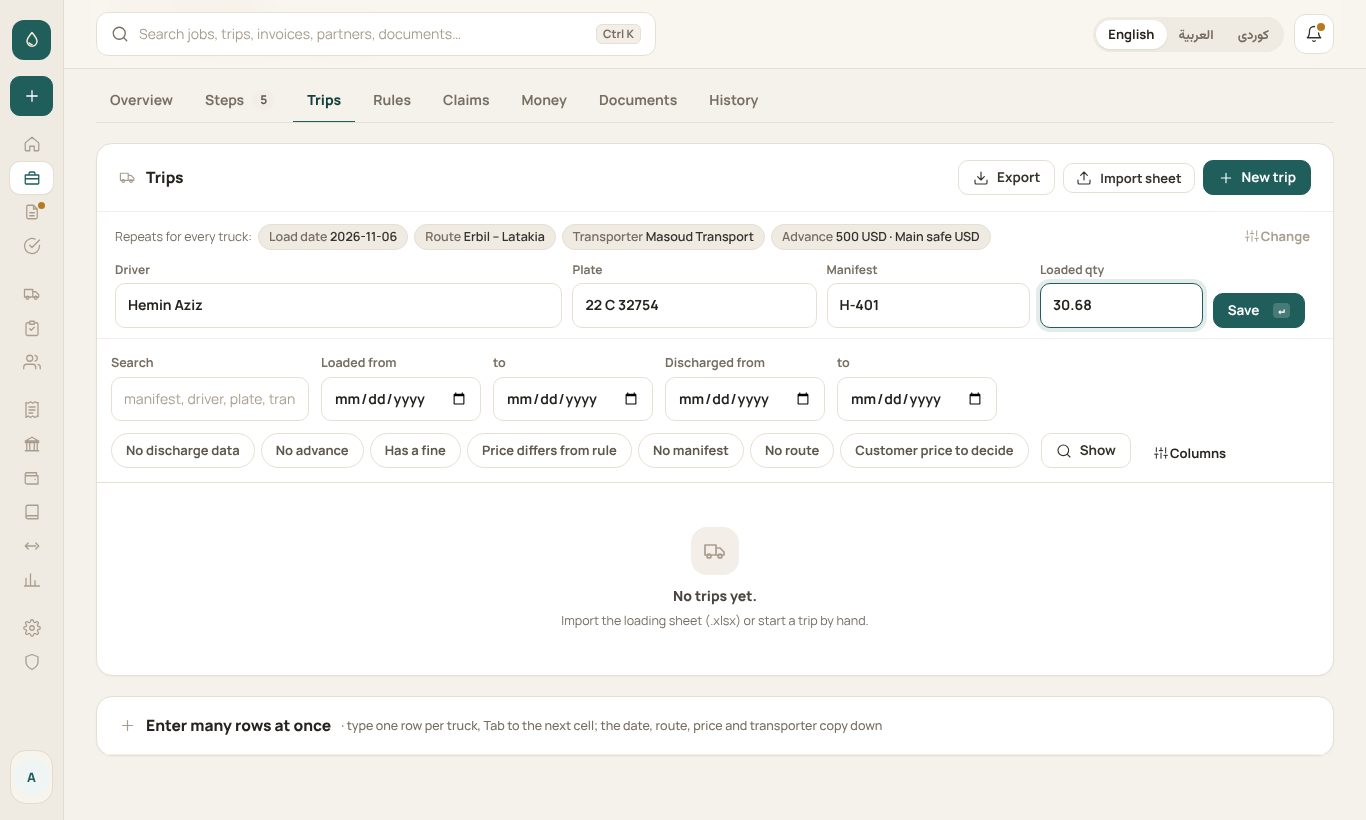 Search jobs, trips, invoices, partners, documents...
Ctrl K
English
العربية
كوردی
Overview
Steps 5
Trips
Rules
Claims
Money
Documents
History
Trips
Export
Import sheet
New trip
Repeats for every truck:
Load date 2026-11-06
Route Erbil – Latakia
Transporter Masoud Transport
Advance 500 USD · Main safe USD
Change
Driver
Plate
Manifest
Loaded qty
Hemin Aziz
22 C 32754
H-401
30.68
Save ↵
Search
Loaded from
to
Discharged from
to
manifest, driver, plate, tran
mm/dd/yyyy
mm/dd/yyyy
mm/dd/yyyy
mm/dd/yyyy
No discharge data
No advance
Has a fine
Price differs from rule
No manifest
No route
Customer price to decide
Show
Columns
No trips yet.
Import the loading sheet (.xlsx) or start a trip by hand.
Enter many rows at once · type one row per truck, Tab to the next cell; the date, route, price and transporter copy down
A